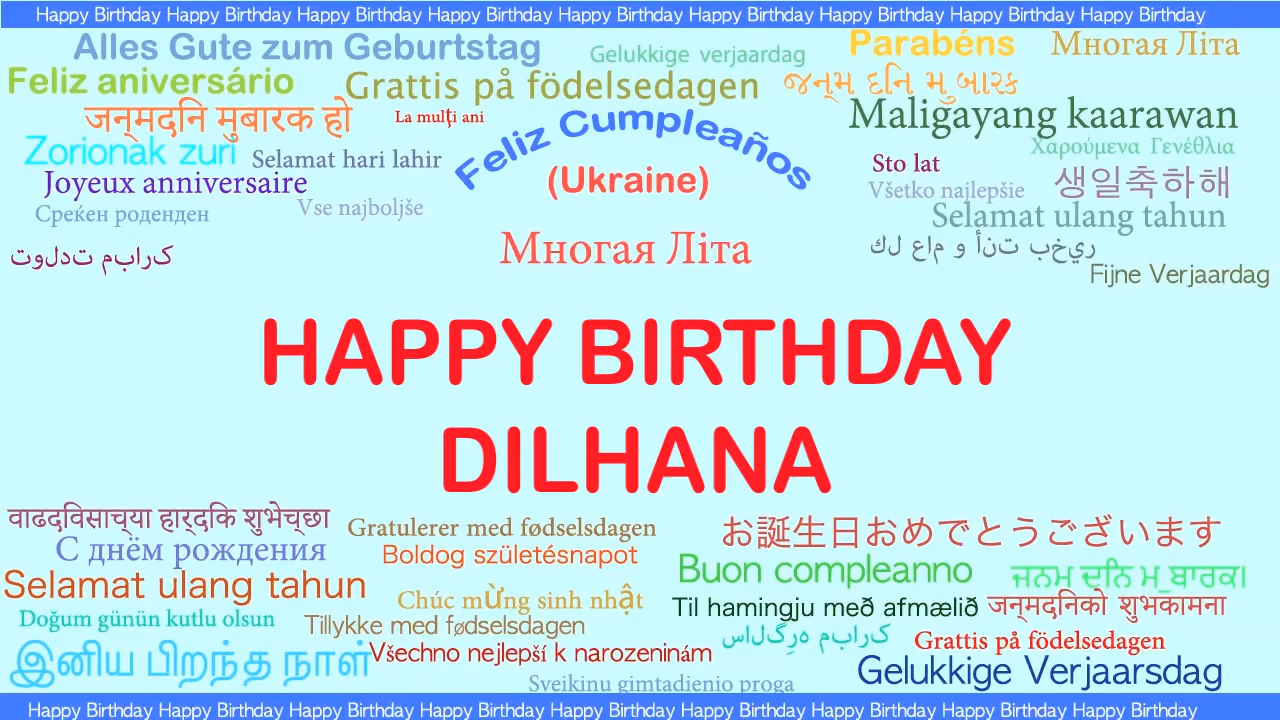 Happy Birthday Happy Birthday Happy Birthday Happy Birthday Happy Birthday Happy Birthday Happy Birthday Happy Birthday Happy Birthday
Alles Gute zum Geburtstag
Gelukkige verjaardag
Parabéns
Многая Літа
Feliz aniversário
Grattis på födelsedagen
જન્મ દનિ મુ બારક
जन्मदनि मुबारक हो
La mulți ani
Feliz Cumpleaños
Maligayang kaarawan
Zorionak zuri
Selamat hari lahir
Χαρούμενα Γενέθλια
Joyeux anniversaire
(Ukraine)
Sto lat
Všetko najlepšie
생일축하해
Среќен роденден
Vse najboljše
Selamat ulang tahun
Многая Літа
كل عام و أنت بخير
تولدت مبارک
Fijne Verjaardag
HAPPY BIRTHDAY
DILHANA
वाढदविसाच्या हार्दकि शुभेच्छा
Gratulerer med fødselsdagen
お誕生日おめでとうございます
С днём рождения
Boldog születésnapot
Buon compleanno
ਜਨਮ ਦਨਿ ਮੁ ਬਾਰਕ।
Selamat ulang tahun
Chúc mừng sinh nhật
Til hamingju með afmælið
जन्मदनिको शुभकामना
Doğum günün kutlu olsun
Tillykke med fødselsdagen
سالگرہ مبارک
Grattis på födelsedagen
இனிய பிறந்த நாள்
Všechno nejlepší k narozeninám
Gelukkige Verjaarsdag
Sveikinu gimtadienio proga
Happy Birthday Happy Birthday Happy Birthday Happy Birthday Happy Birthday Happy Birthday Happy Birthday Happy Birthday Happy Birthday